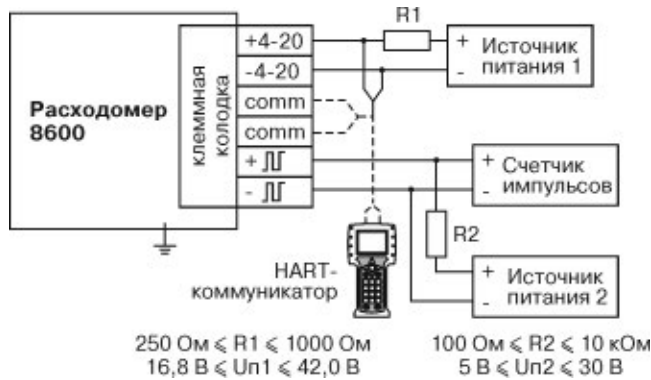 Расходомер
8600
клеммная
колодка
+4-20
-4-20
comm
comm
+
-
R1
+
-
Источник
питания 1
+
-
Счетчик
импульсов
R2
+
-
Источник
питания 2
HART-
коммуникатор
250 Ом ⩽ R1 ⩽ 1000 Ом
16,8 В ⩽ Uп1 ⩽ 42,0 В
100 Ом ⩽ R2 ⩽ 10 кОм
5 В ⩽ Uп2 ⩽ 30 В